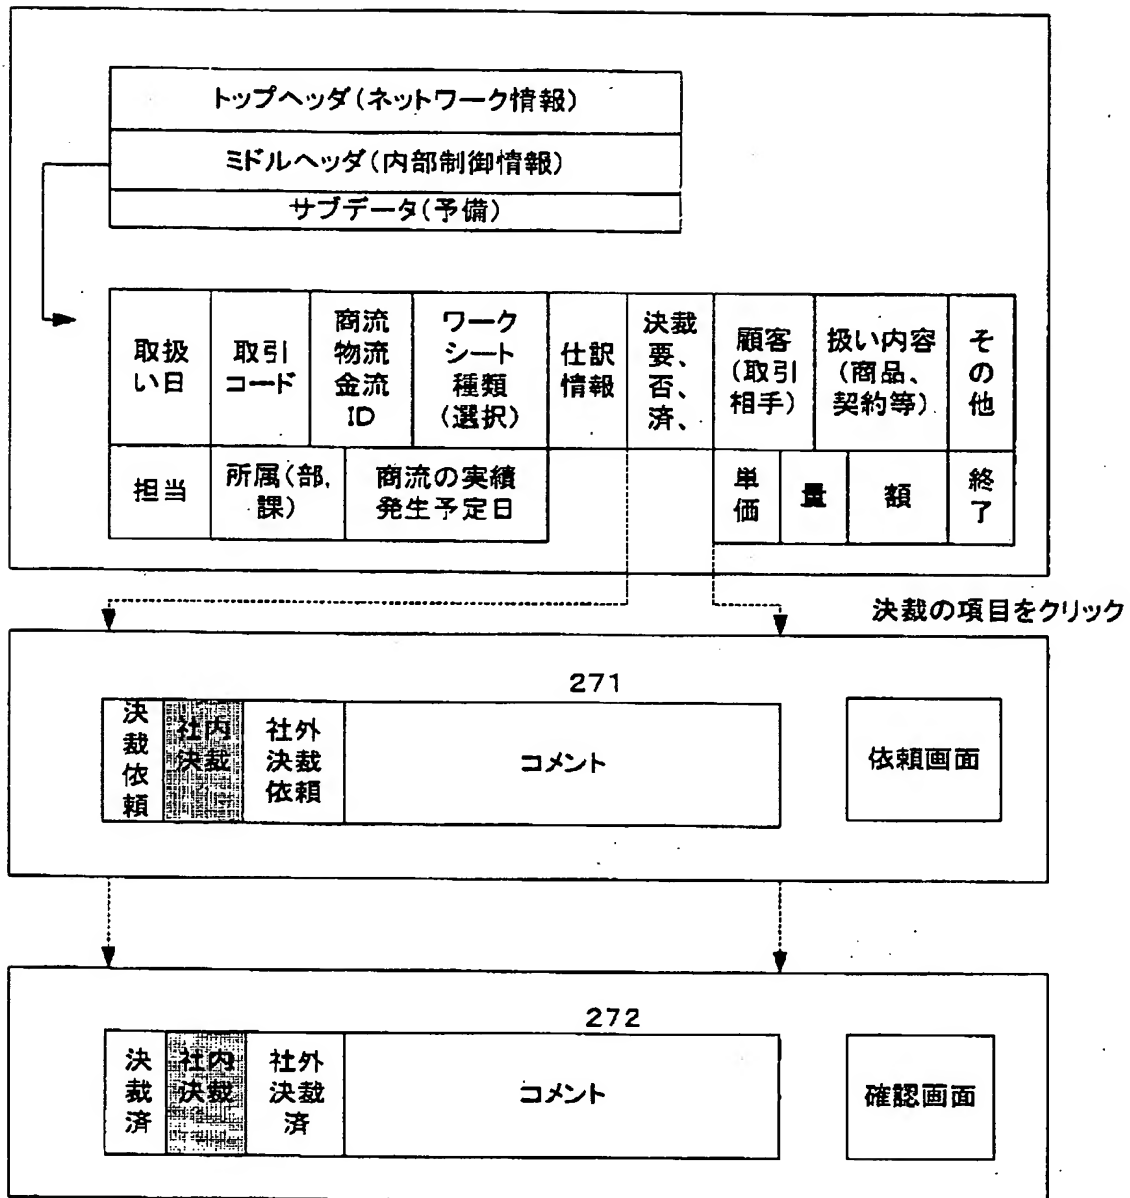 トップヘッダ(ネットワーク情報)
ミドルヘッダ(内部制御情報)
サブデータ(予備)
取扱
い日
取引
コード
商流
物流
金流
ID
ワーク
シート
種類
(選択)
仕訳
情報
決裁
要、
否、
済、
顧客
(取引
相手)
扱い内容
(商品、
契約等)
そ
の
他
担当
所属(部,
課)
商流の実績
発生予定日
単
価
量
額
終
了
決裁の項目をクリック
271
決
裁
依
頼
社内
決裁
社外
決裁
依頼
コメント
依頼画面
272
決
裁
済
社内
決裁
社外
決裁
済
コメント
確認画面